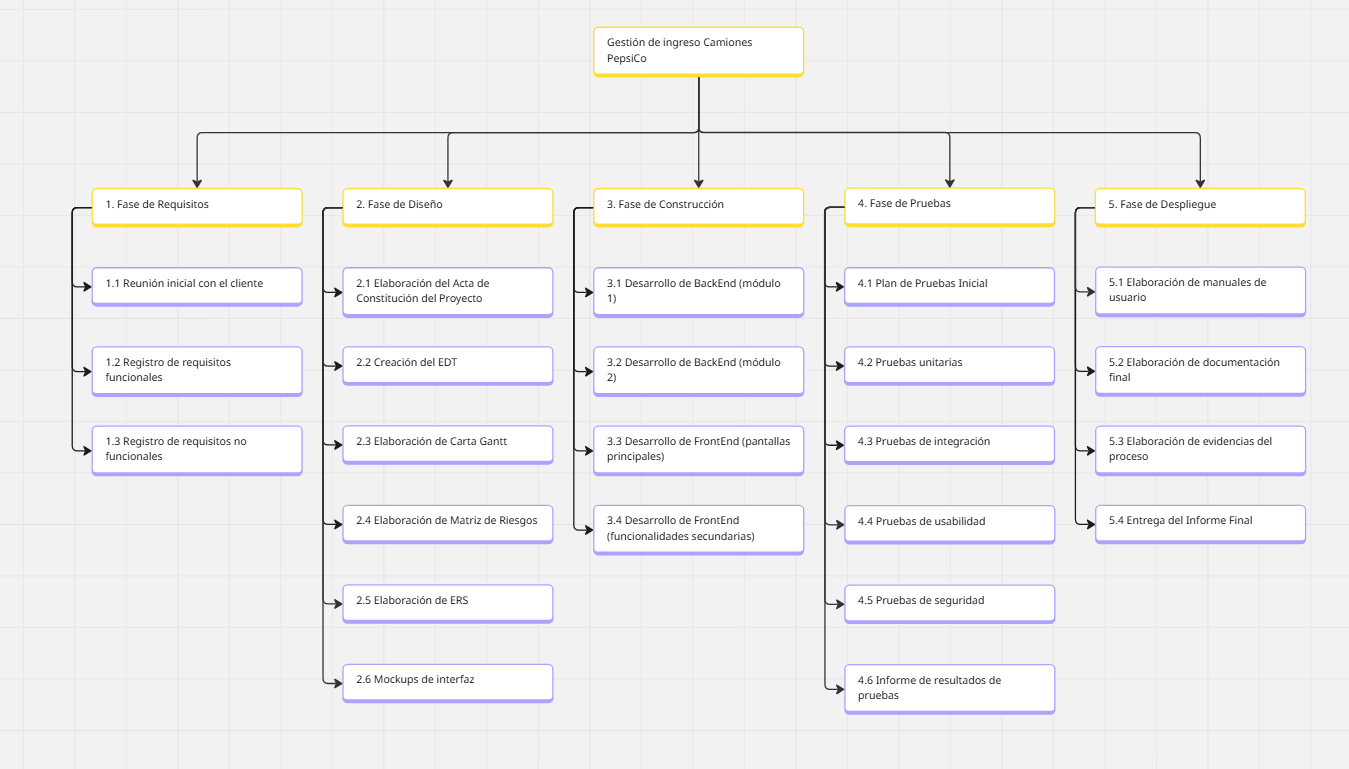 Gestión de ingreso Camiones
PepsiCo
1. Fase de Requisitos
1.1 Reunión inicial con el cliente
1.2 Registro de requisitos
funcionales
1.3 Registro de requisitos no
funcionales
2. Fase de Diseño
2.1 Elaboración del Acta de
Constitución del Proyecto
2.2 Creación del EDT
2.3 Elaboración de Carta Gantt
2.4 Elaboración de Matriz de Riesgos
2.5 Elaboración de ERS
2.6 Mockups de interfaz
3. Fase de Construcción
3.1 Desarrollo de BackEnd (módulo
1)
3.2 Desarrollo de BackEnd (módulo
2)
3.3 Desarrollo de FrontEnd (pantallas
principales)
3.4 Desarrollo de FrontEnd
(funcionalidades secundarias)
4. Fase de Pruebas
4.1 Plan de Pruebas Inicial
4.2 Pruebas unitarias
4.3 Pruebas de integración
4.4 Pruebas de usabilidad
4.5 Pruebas de seguridad
4.6 Informe de resultados de
pruebas
5. Fase de Despliegue
5.1 Elaboración de manuales de
usuario
5.2 Elaboración de documentación
final
5.3 Elaboración de evidencias del
proceso
5.4 Entrega del Informe Final